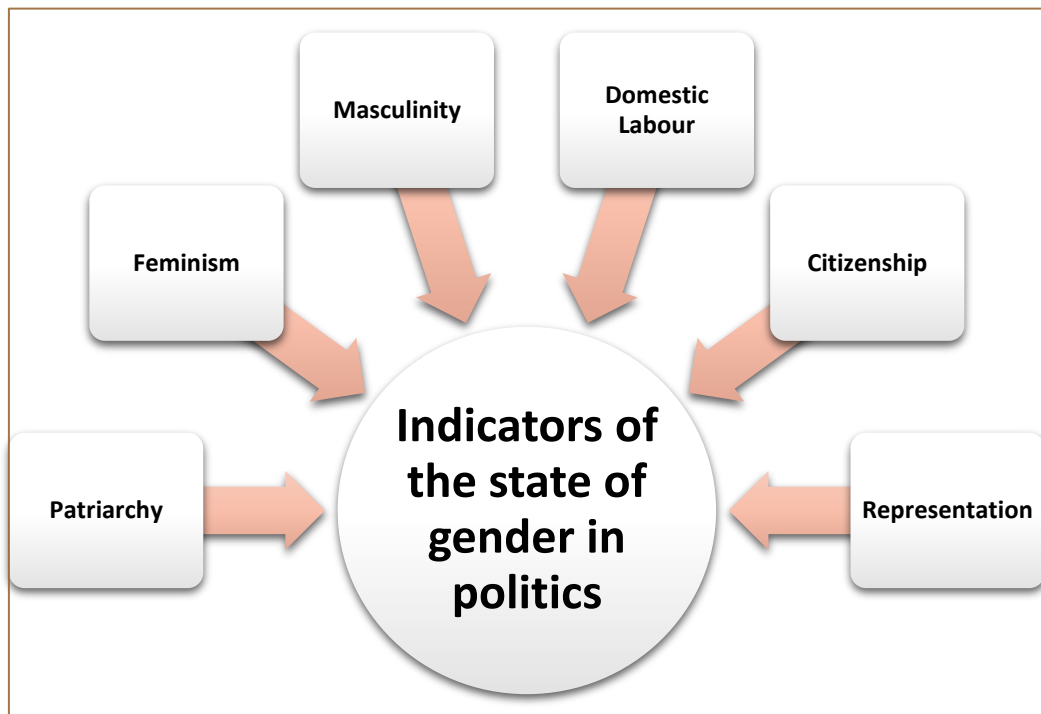 Masculinity
Domestic
Labour
Feminism
Citizenship
Patriarchy
Indicators of
the state of
gender in
politics
Representation